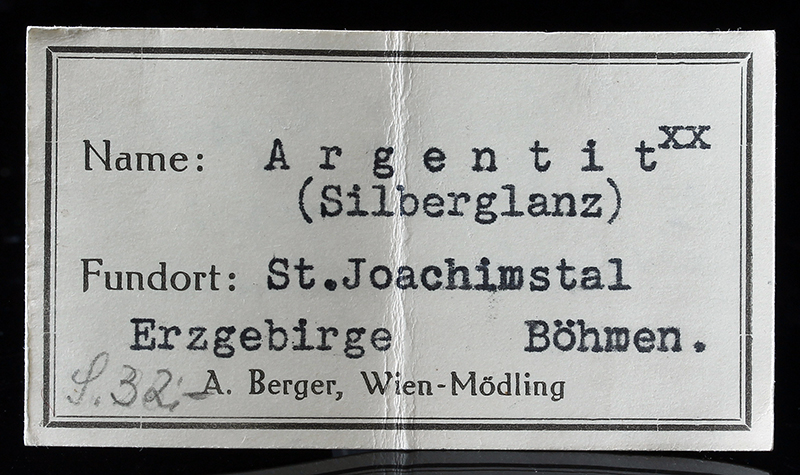 Name: Argentit xx
(Silberglanz)
Fundort: St.Joachimstal
Erzgebirge Böhmen.
S.32,- A. Berger, Wien-Mödling